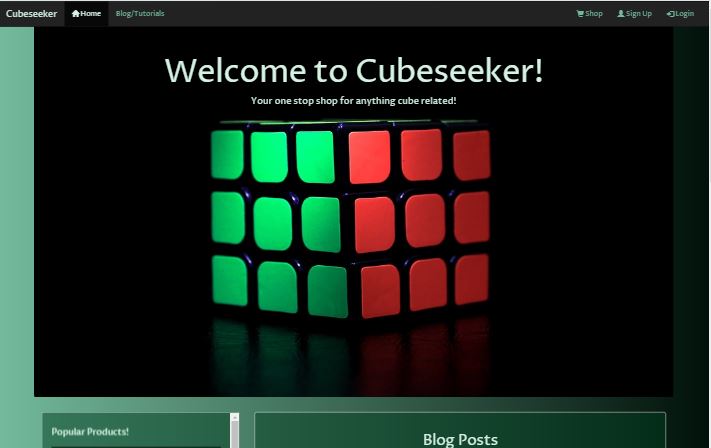 Cubeseeker Home Blog/Tutorials Shop Sign Up Login
Welcome to Cubeseeker!
Your one stop shop for anything cube related!
Popular Products!
Blog Posts